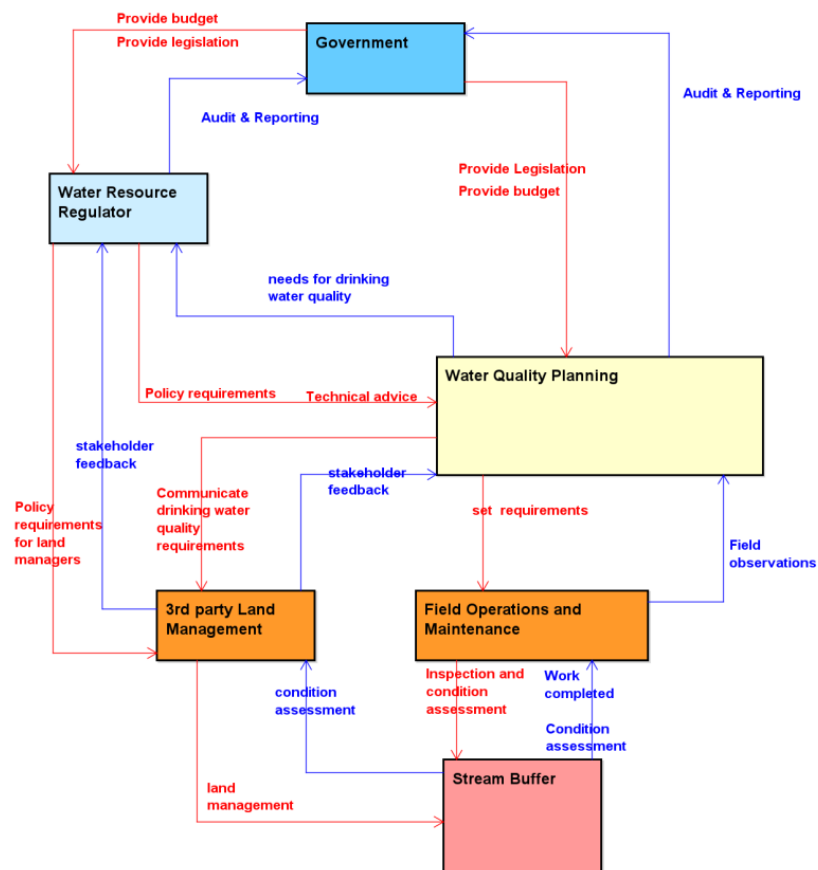 Provide budget
Provide legislation
Government
Audit & Reporting
Audit & Reporting
Provide Legislation
Provide budget
Water Resource
Regulator
needs for drinking
water quality
Water Quality Planning
Policy requirements
Technical advice
stakeholder
feedback
stakeholder
feedback
Communicate
drinking water
quality
requirements
set  requirements
Policy
requirements
for land
managers
Field
observations
3rd party Land
Management
Field Operations and
Maintenance
Inspection and
condition
assessment
Work
completed
condition
assessment
Condition
assessment
Stream Buffer
land
management